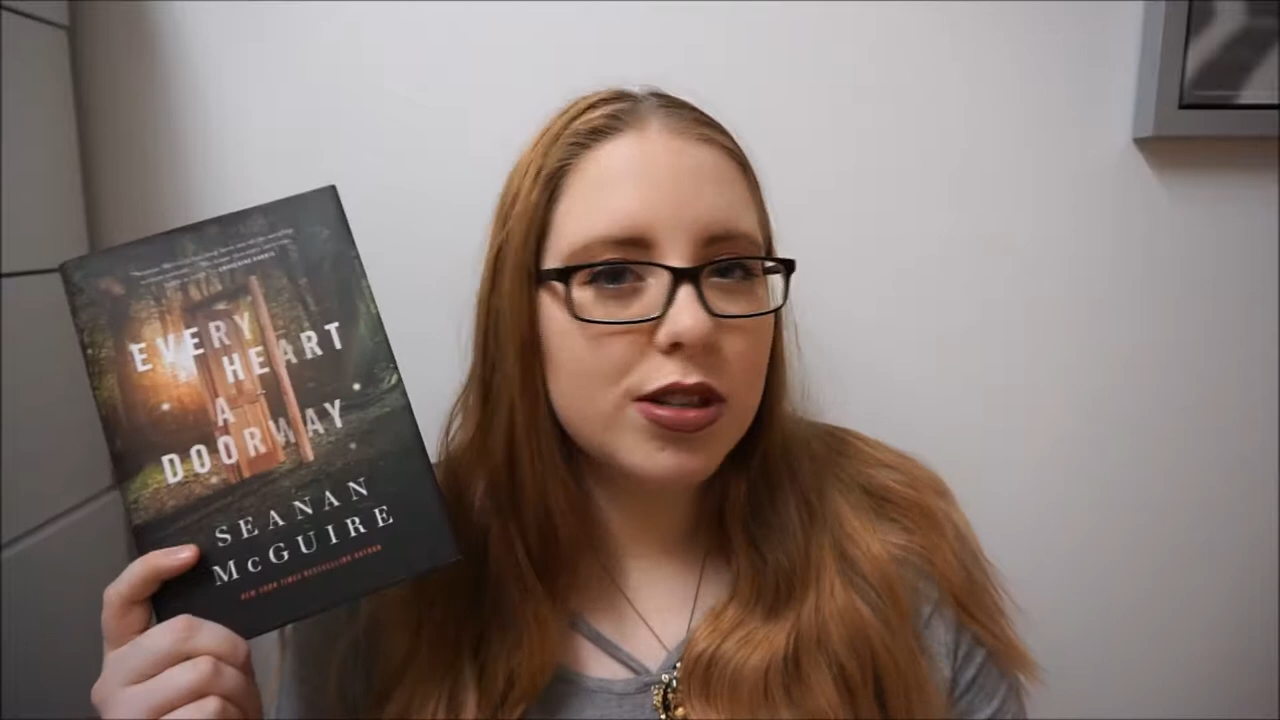 EVERY
HEART
A
DOORWAY
SEANAN
McGUIRE
NEW YORK TIMES BESTSELLING AUTHOR